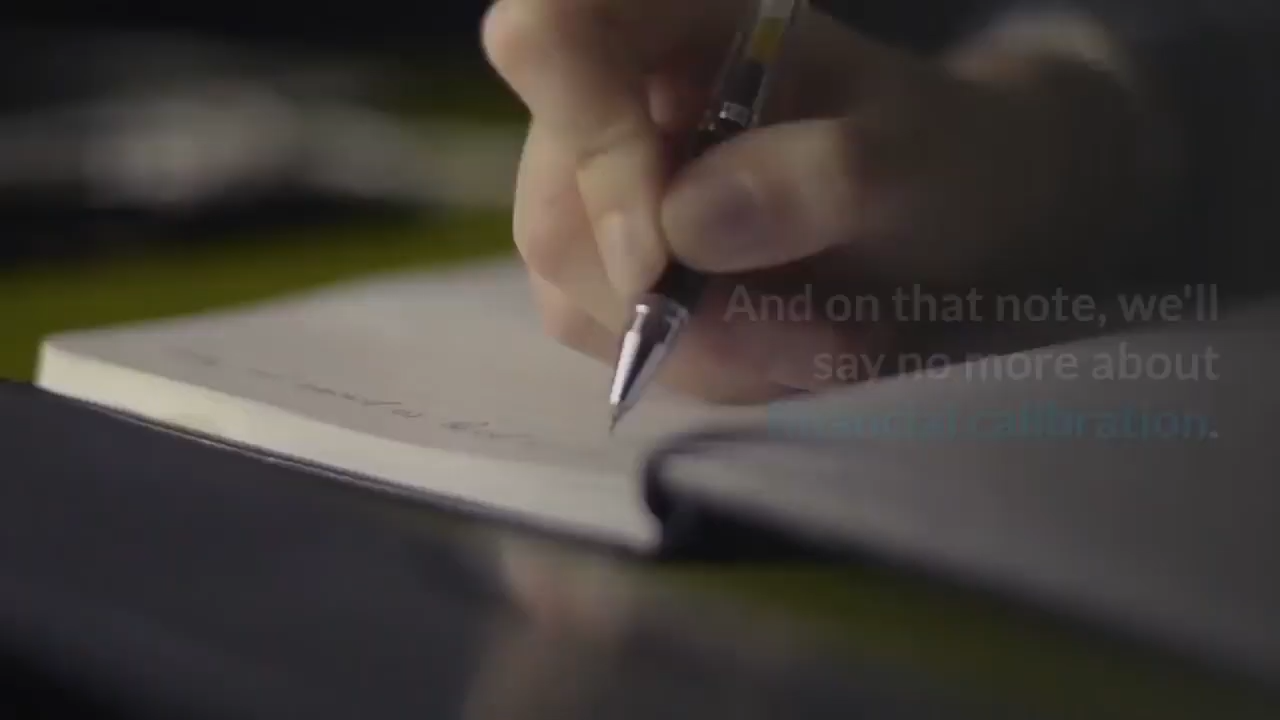 And on that note, we'll
say no more about
financial calibration.